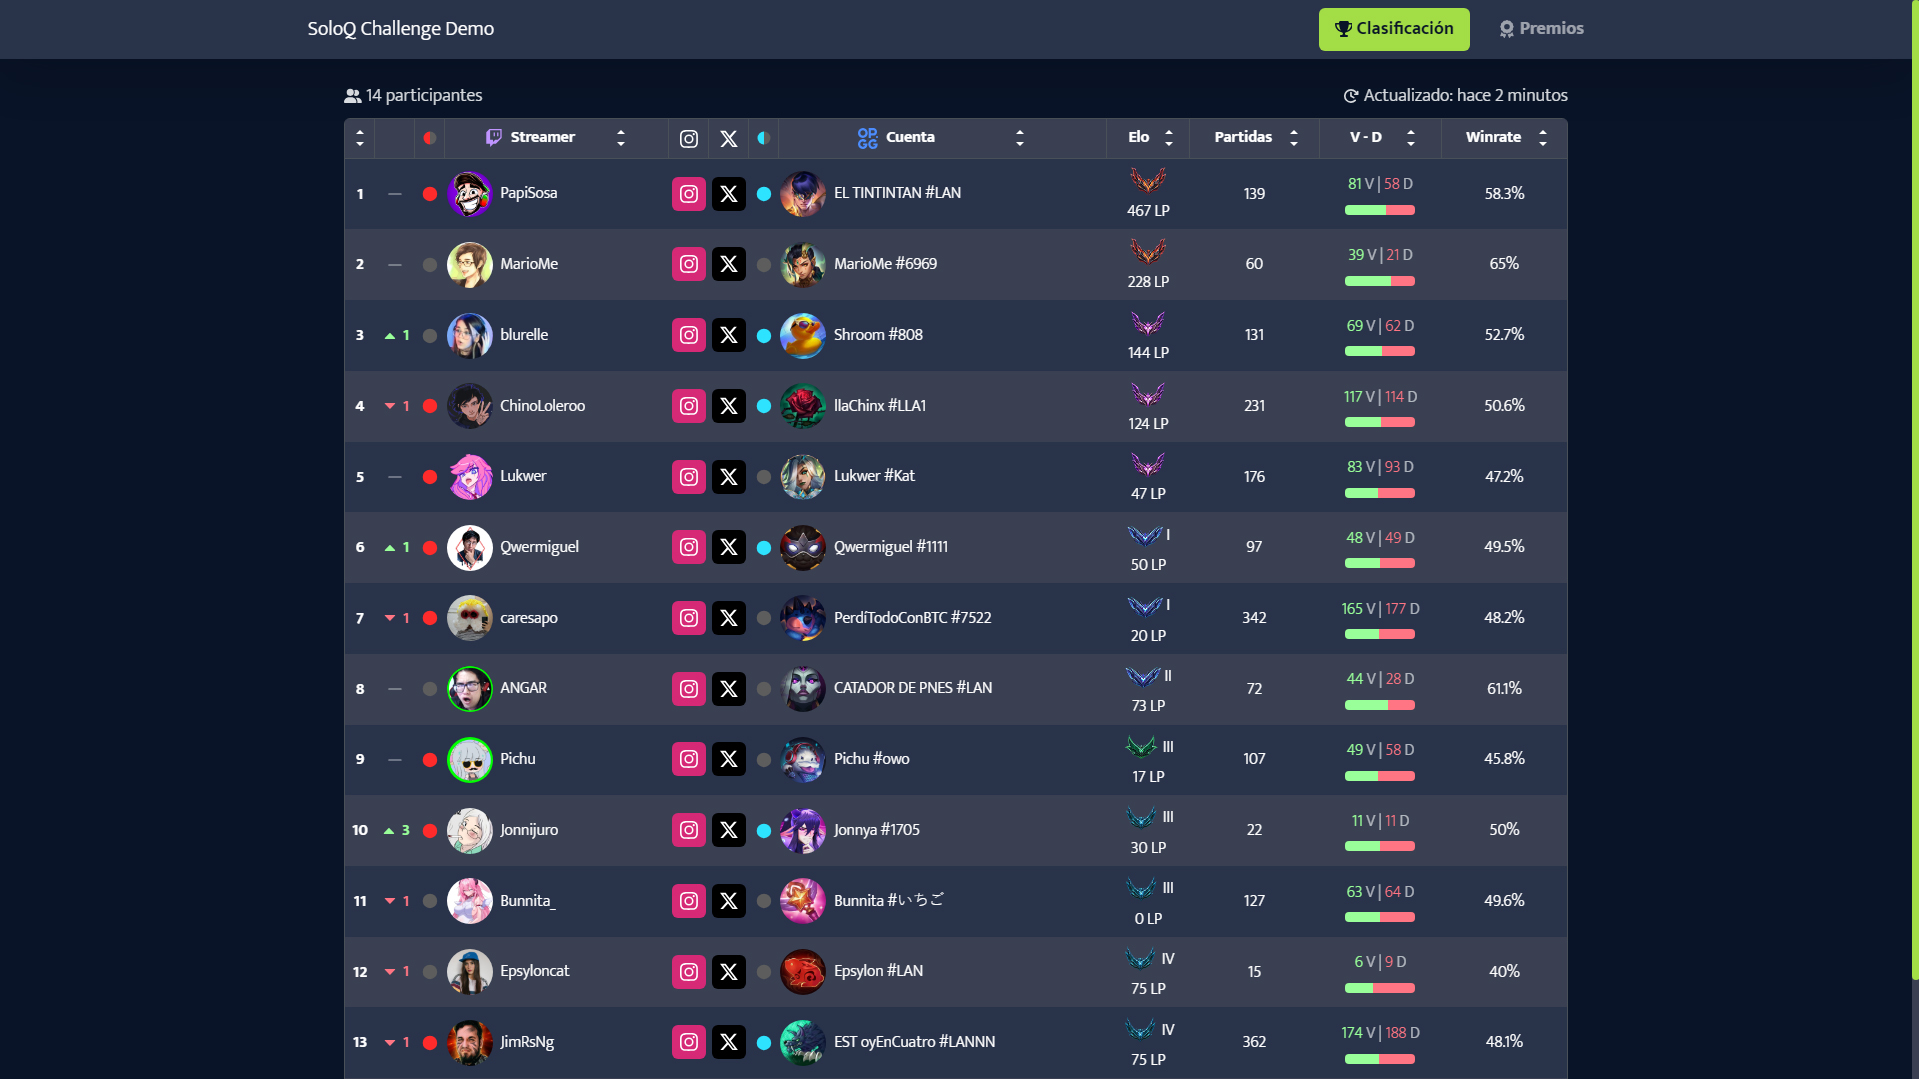 SoloQ Challenge Demo
Clasificación
Premios
14 participantes
Actualizado: hace 2 minutos
Streamer OP.GG Cuenta Elo Partidas V - D Winrate
1 — PapiSosa EL TINTINTAN #LAN 467 LP 139 81 V | 58 D 58.3%
2 — MarioMe MarioMe #6969 228 LP 60 39 V | 21 D 65%
3 1 blurelle Shroom #808 144 LP 131 69 V | 62 D 52.7%
4 1 ChinoLoleroo llaChinx #LLA1 124 LP 231 117 V | 114 D 50.6%
5 — Lukwer Lukwer #Kat 47 LP 176 83 V | 93 D 47.2%
6 1 Qwermiguel Qwermiguel #1111 I 50 LP 97 48 V | 49 D 49.5%
7 1 caresapo PerdíTodoConBTC #7522 I 20 LP 342 165 V | 177 D 48.2%
8 — ANGAR CATADOR DE PNES #LAN II 73 LP 72 44 V | 28 D 61.1%
9 — Pichu Pichu #owo III 17 LP 107 49 V | 58 D 45.8%
10 3 Jonnijuro Jonnya #1705 III 30 LP 22 11 V | 11 D 50%
11 1 Bunnita_ Bunnita #いちご III 0 LP 127 63 V | 64 D 49.6%
12 1 Epsyloncat Epsylon #LAN IV 75 LP 15 6 V | 9 D 40%
13 1 JimRsNg EST oyEnCuatro #LANNN IV 75 LP 362 174 V | 188 D 48.1%